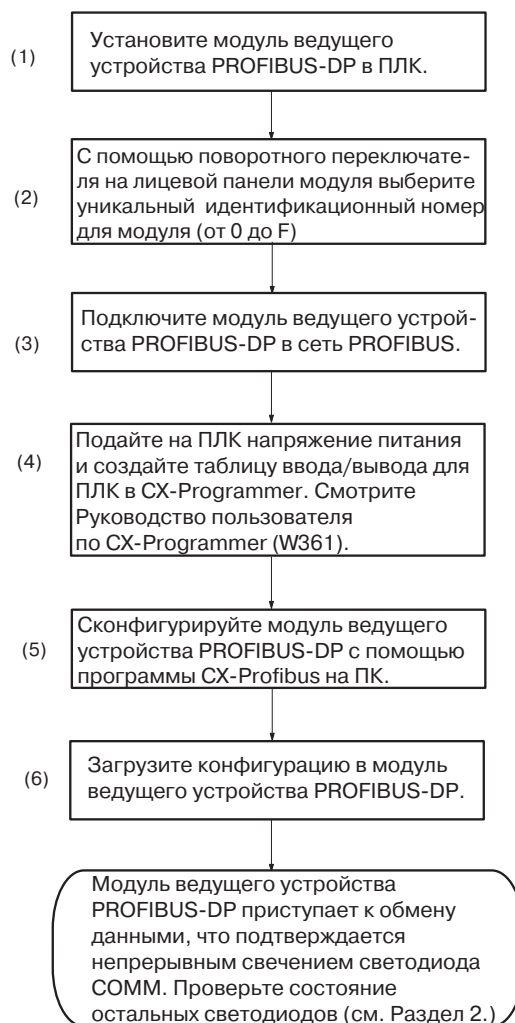 (1)
Установите модуль ведущего
устройства PROFIBUS-DP в ПЛК.
(2)
С помощью поворотного переключате-
ля на лицевой панели модуля выберите
уникальный идентификационный номер
для модуля (от 0 до F)
(3)
Подключите модуль ведущего устрой-
ства PROFIBUS-DP в сеть PROFIBUS.
(4)
Подайте на ПЛК напряжение питания
и создайте таблицу ввода/вывода для
ПЛК в CX-Programmer. Смотрите
Руководство пользователя
по CX-Programmer (W361).
(5)
Сконфигурируйте модуль ведущего
устройства PROFIBUS-DP с помощью
программы CX-Profibus на ПК.
(6)
Загрузите конфигурацию в модуль
ведущего устройства PROFIBUS-DP.
Модуль ведущего устройства
PROFIBUS-DP приступает к обмену
данными, что подтверждается
непрерывным свечением светодиода
COMM. Проверьте состояние
остальных светодиодов (см. Раздел 2.)